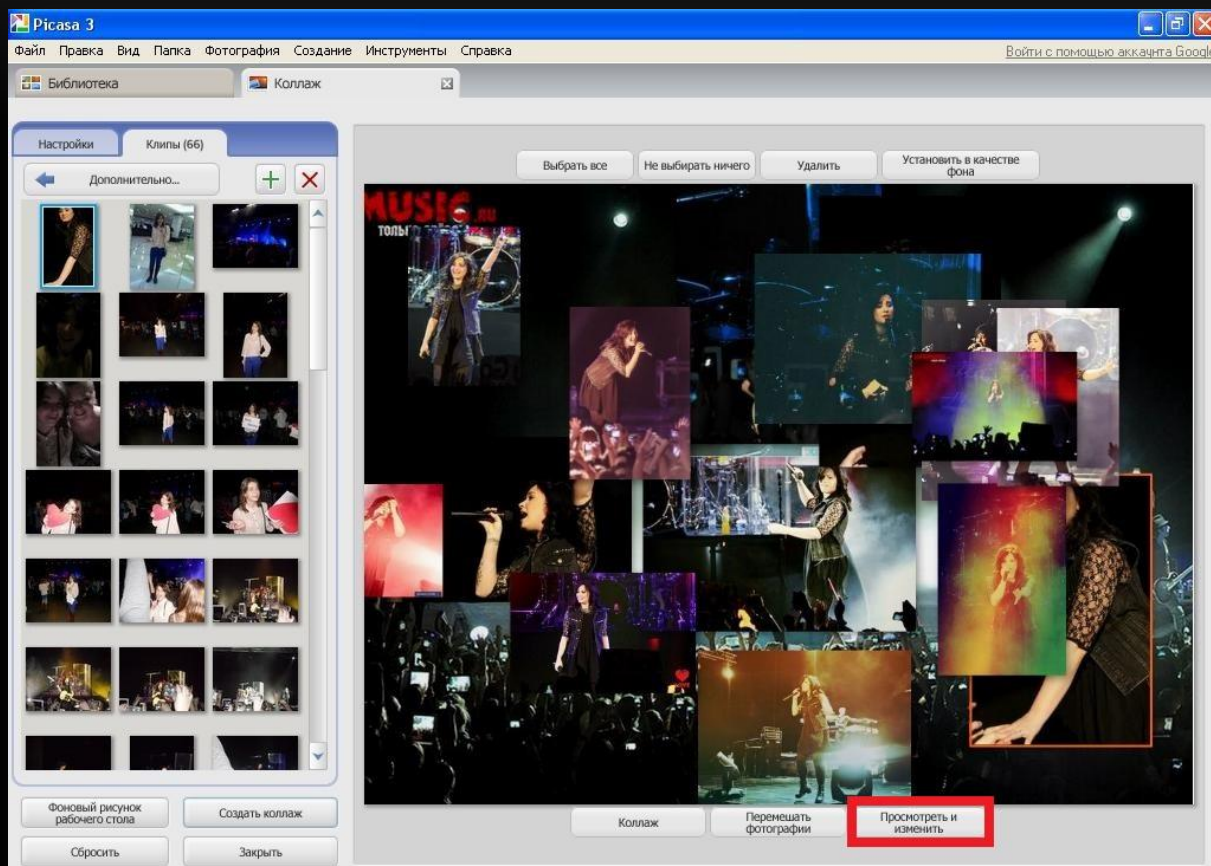 Picasa 3
Файл Правка Вид Папка Фотография Создание Инструменты Справка
Войти с помощью аккаунта Google
Библиотека
Коллаж
Настройки
Клипы (66)
Дополнительно...
Выбрать все
Не выбирать ничего
Удалить
Установить в качестве
фона
MUSIC.RU
Фоновый рисунок
рабочего стола
Создать коллаж
Сбросить
Закрыть
Коллаж
Перемешать
фотографии
Просмотреть и
изменить